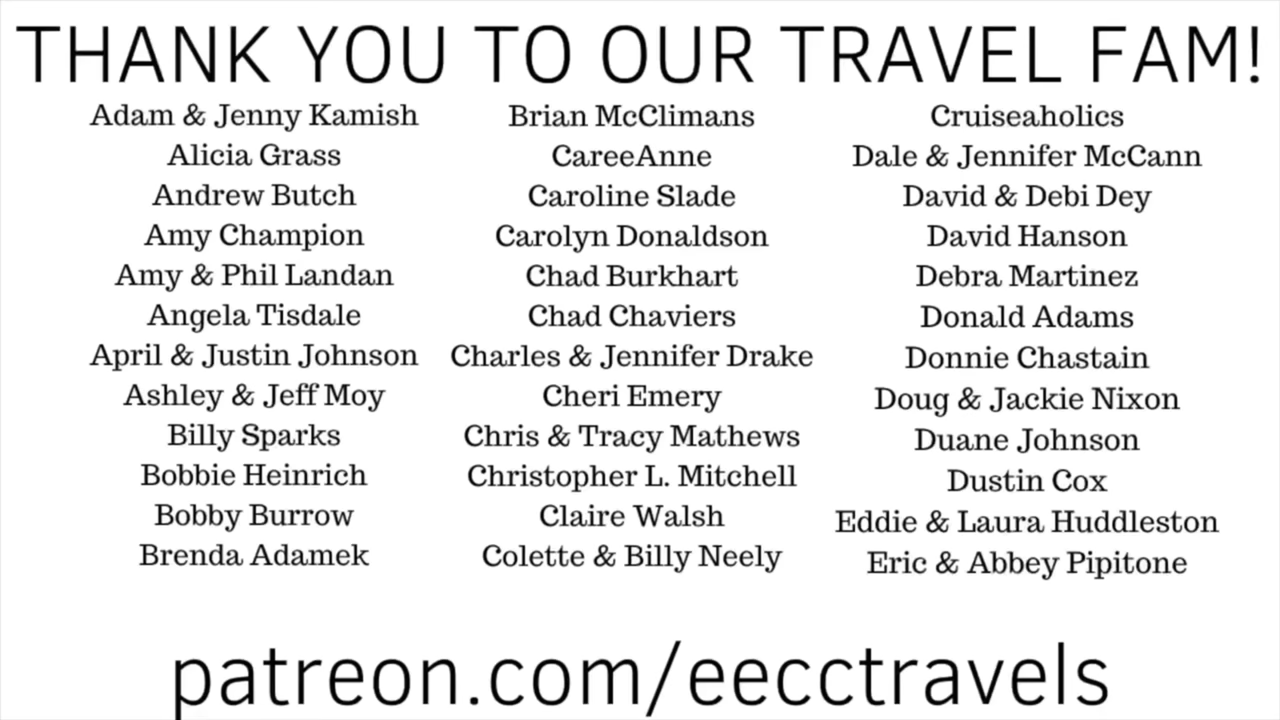 THANK YOU TO OUR TRAVEL FAM!
Adam & Jenny Kamish
Alicia Grass
Andrew Butch
Amy Champion
Amy & Phil Landan
Angela Tisdale
April & Justin Johnson
Ashley & Jeff Moy
Billy Sparks
Bobbie Heinrich
Bobby Burrow
Brenda Adamek
Brian McClimans
CareeAnne
Caroline Slade
Carolyn Donaldson
Chad Burkhart
Chad Chaviers
Charles & Jennifer Drake
Cheri Emery
Chris & Tracy Mathews
Christopher L. Mitchell
Claire Walsh
Colette & Billy Neely
Cruiseaholics
Dale & Jennifer McCann
David & Debi Dey
David Hanson
Debra Martinez
Donald Adams
Donnie Chastain
Doug & Jackie Nixon
Duane Johnson
Dustin Cox
Eddie & Laura Huddleston
Eric & Abbey Pipitone
patreon.com/eecctravels